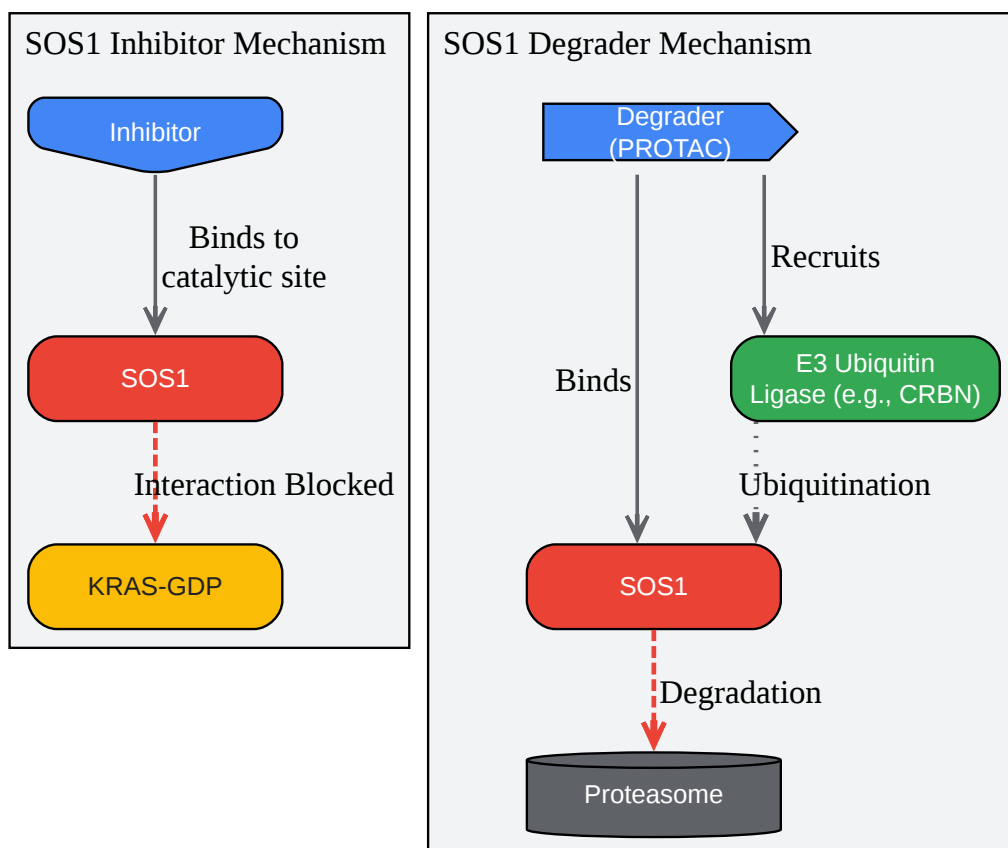 SOS1 Inhibitor Mechanism
Inhibitor
Binds to
catalytic site
SOS1
Interaction Blocked
KRAS-GDP
SOS1 Degrader Mechanism
Degrader
(PROTAC)
Recruits
Binds
E3 Ubiquitin
Ligase (e.g., CRBN)
Ubiquitination
SOS1
Degradation
Proteasome